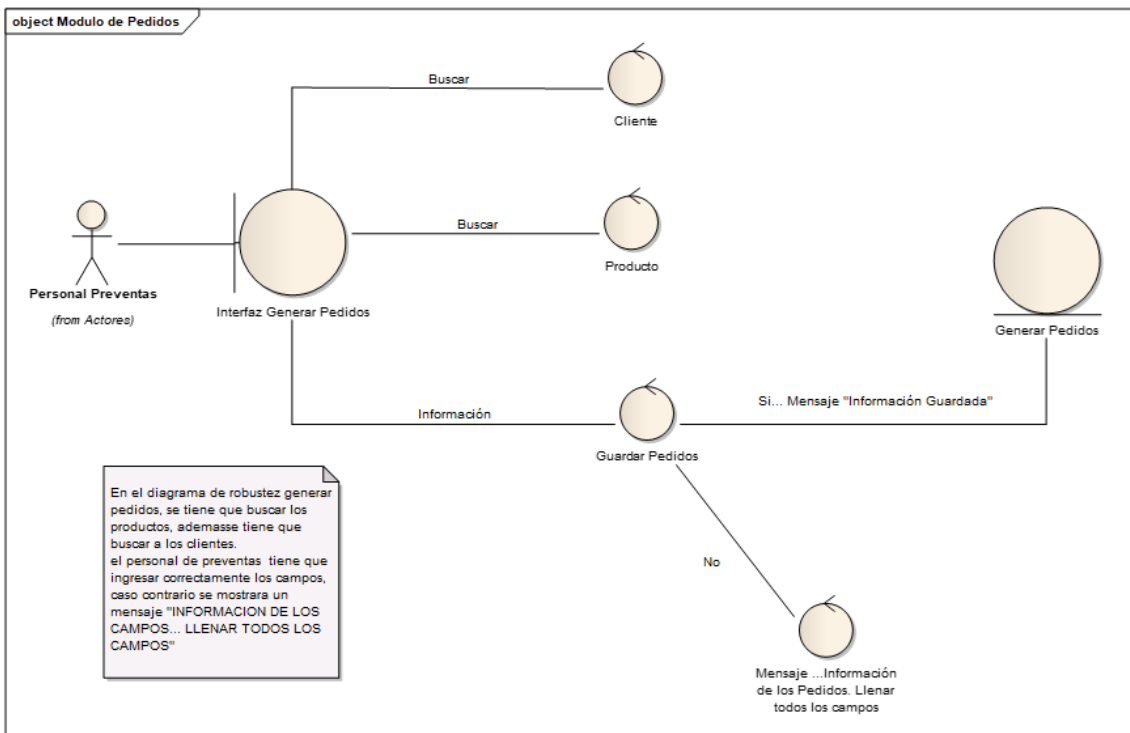 object Modulo de Pedidos
Buscar
Cliente
Buscar
Producto
Personal Preventas
(from Actores)
Interfaz Generar Pedidos
Generar Pedidos
Información
Si... Mensaje "Información Guardada"
Guardar Pedidos
En el diagrama de robustez generar
pedidos, se tiene que buscar los
productos, ademasse tiene que
buscar a los clientes.
el personal de preventas tiene que
ingresar correctamente los campos,
caso contrario se mostrara un
mensaje "INFORMACION DE LOS
CAMPOS... LLENAR TODOS LOS
CAMPOS"
No
Mensaje ...Información
de los Pedidos. Llenar
todos los campos